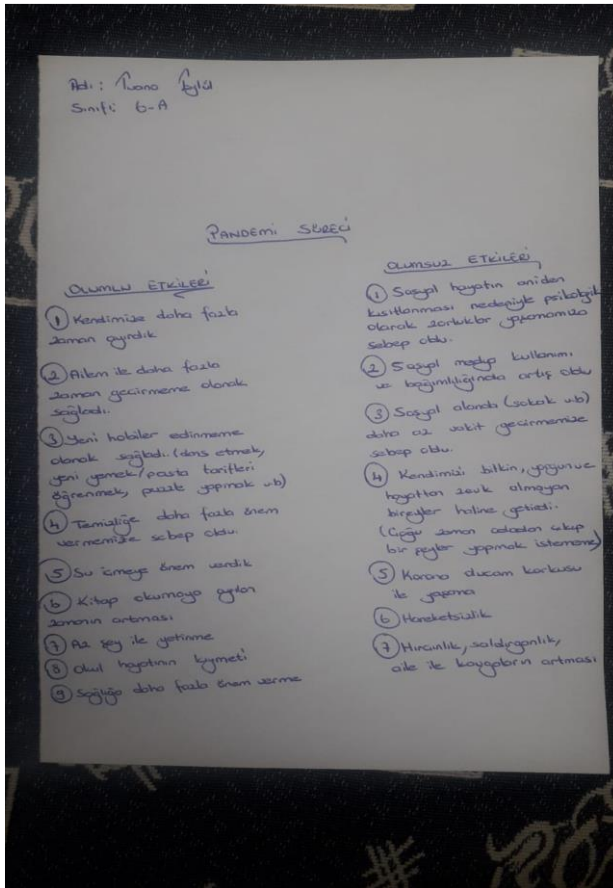 Adı: Tuana Eylül
Sınıfı: 6-A
PANDEMİ SÜRECİ
OLUMLU ETKİLERİ
1 Kendimize daha fazla
zaman ayırdık
2 Ailem ile daha fazla
zaman geçirmeme olanak
sağladı.
3 Yeni hobiler edinmeme
olanak sağladı. (dans etmek,
yeni yemek/pasta tarifleri
öğrenmek, puzzle yapmak v.b)
4 Temizliğe daha fazla önem
vermemize sebep oldu.
5 Su içmeye önem verdik
6 Kitap okumaya ayrılan
zamanın artması
7 Az şey ile yetinme
8 Okul hayatının kıymeti
9 Sağlığa daha fazla önem verme
OLUMSUZ ETKİLERİ
1 Sosyal hayatın aniden
kısıtlanması nedeniyle psikolojik
olarak zorluklar yaşanamıza
sebep oldu.
2 Sosyal medya kullanımı
ve bağımlılığında artış oldu
3 Sosyal alanda (sokak v.b)
daha az vakit geçirmemize
sebep oldu.
4 Kendimizi bitkin, yorgun ve
hayattan zevk almayan
bireyler haline getirdi.
(Çoğu zaman odadan çıkıp
bir şeyler yapmak istememe)
5 Korona olucam korkusu
ile yaşama
6 Hareketsizlik
7 Hırçınlık, saldırganlık,
aile ile kavgaların artması